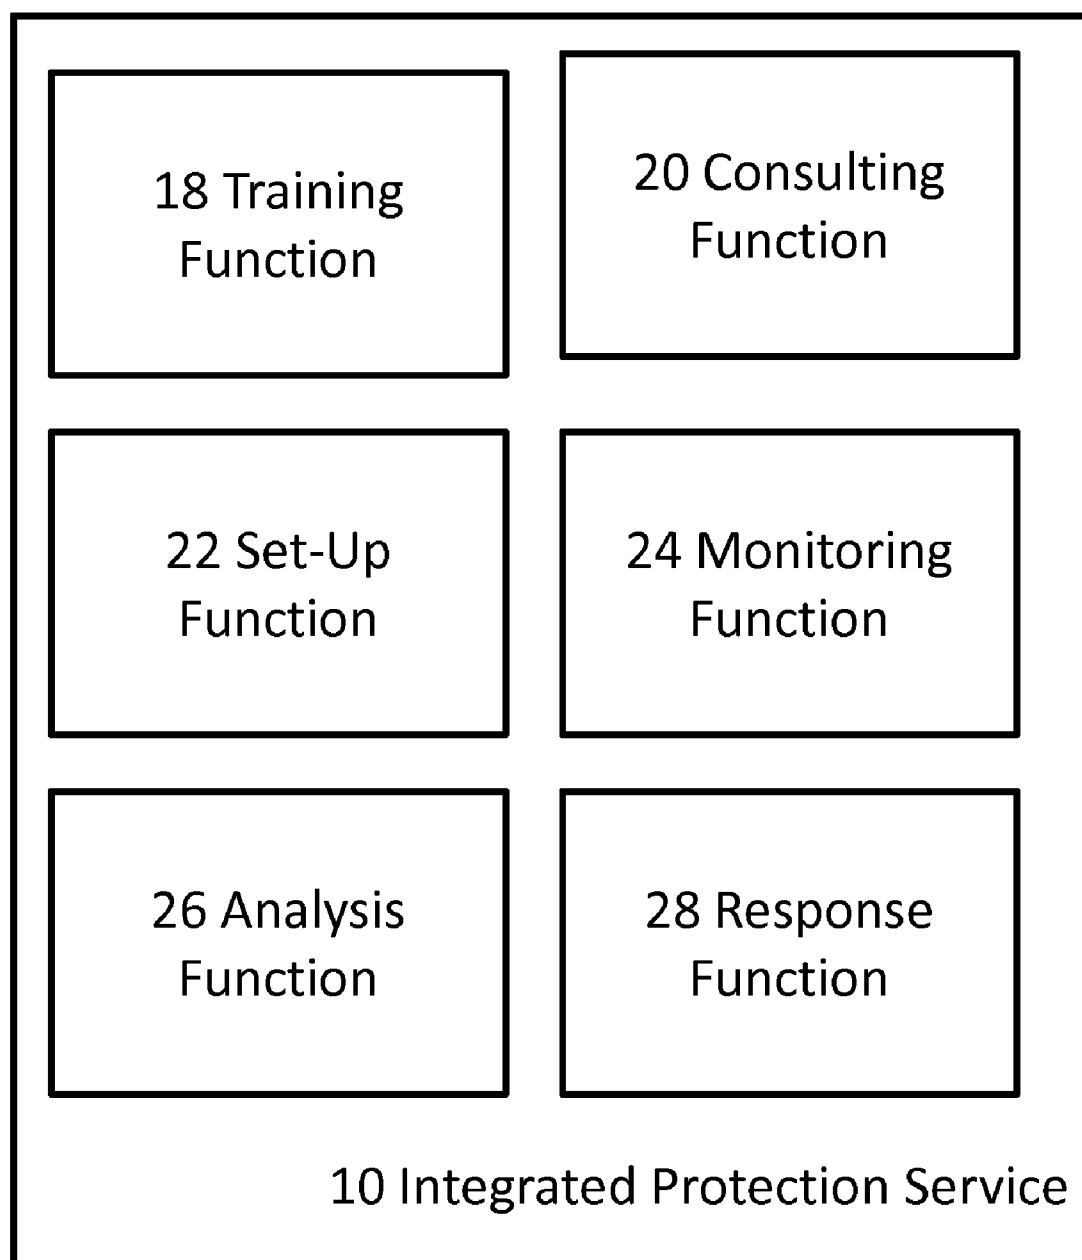 18 Training
Function
20 Consulting
Function
22 Set-Up
Function
24 Monitoring
Function
26 Analysis
Function
28 Response
Function
10 Integrated Protection Service